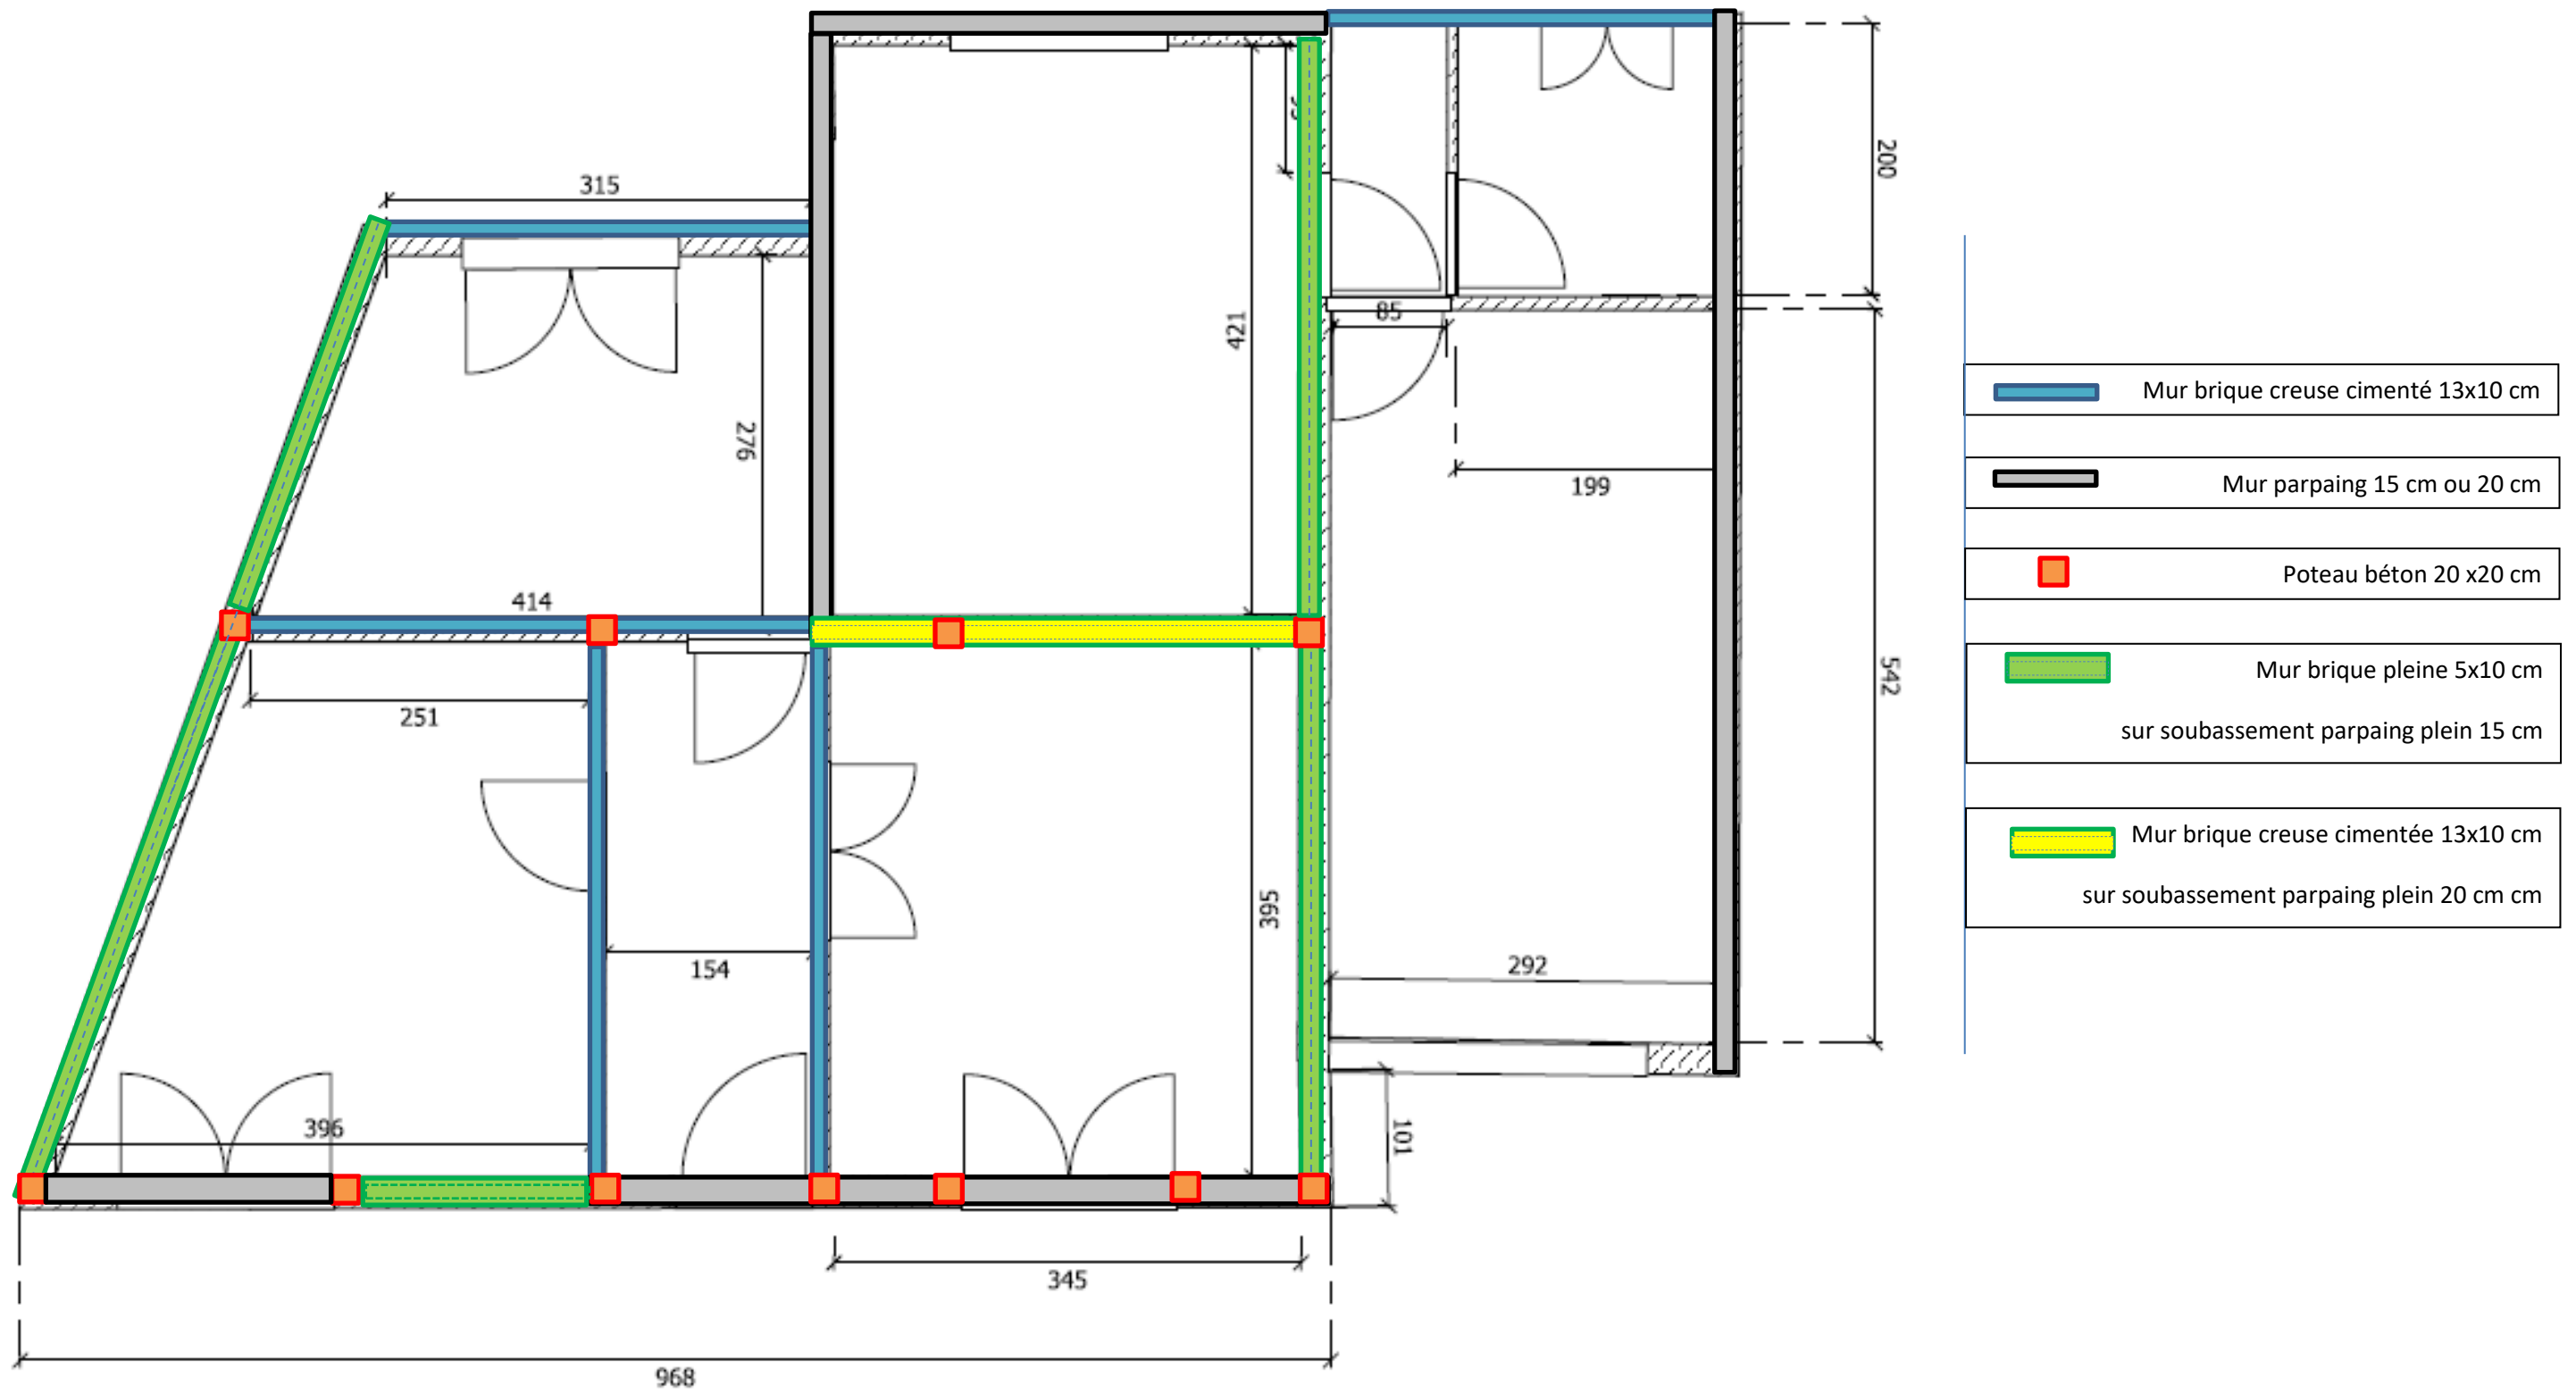 315
200
421
85
276
199
414
251
542
395
154
292
396
101
345
968
Mur brique creuse cimenté 13x10 cm
Mur parpaing 15 cm ou 20 cm
Poteau béton 20 x20 cm
Mur brique pleine 5x10 cm
sur soubassement parpaing plein 15 cm
Mur brique creuse cimentée 13x10 cm
sur soubassement parpaing plein 20 cm cm